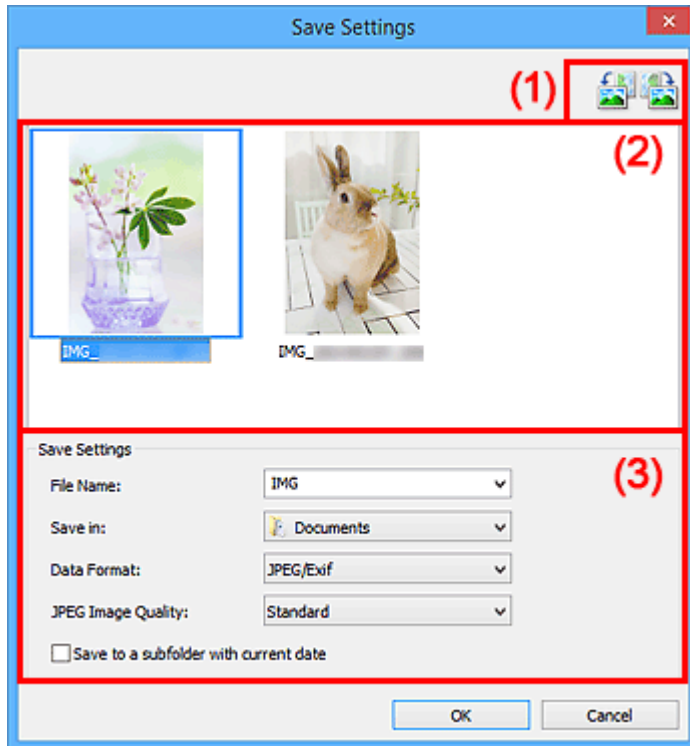 Save Settings
(1)
(2)
IMG_
IMG_
Save Settings
(3)
File Name:
IMG
Save in:
Documents
Data Format:
JPEG/Exif
JPEG Image Quality:
Standard
Save to a subfolder with current date
OK
Cancel